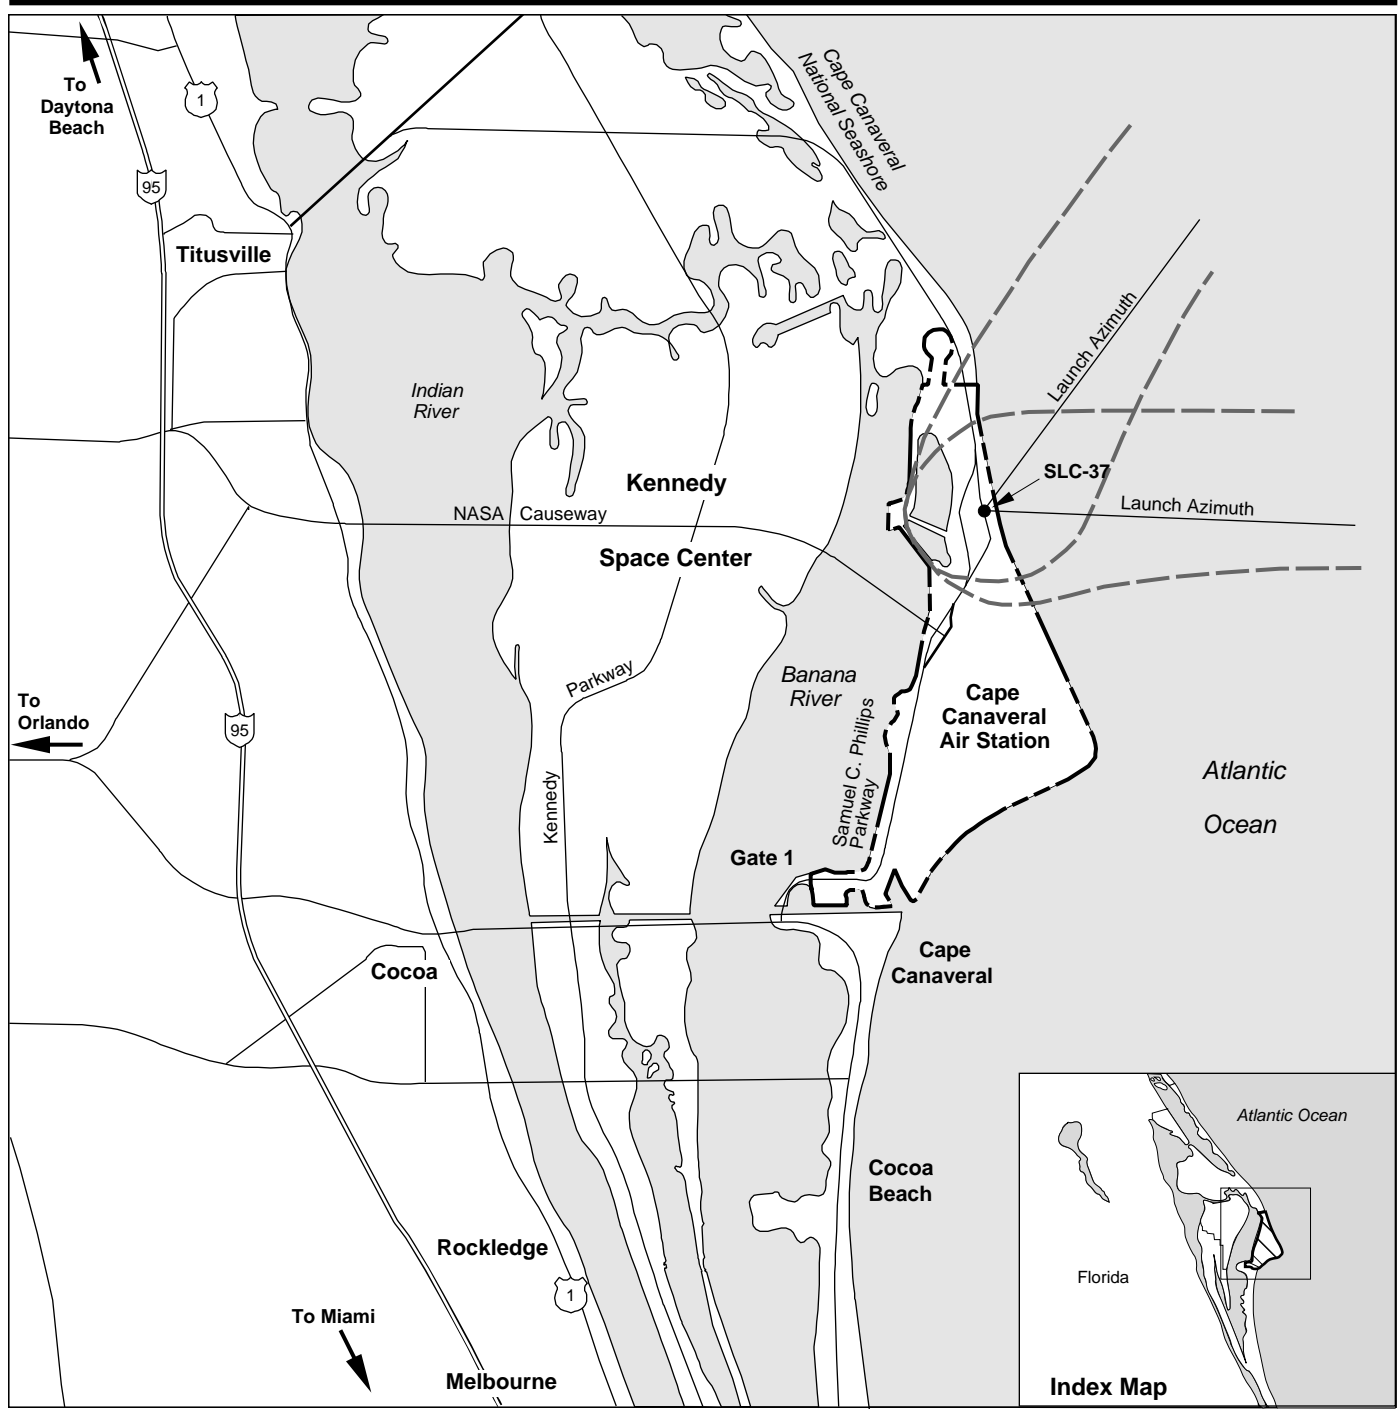 To
Daytona
Beach
1
95
Titusville
Cape Canaveral
National Seashore
Launch Azimuth
Indian
River
Kennedy
SLC-37
NASA Causeway
Launch Azimuth
Space Center
Parkway
Banana
River
To
Orlando
95
Cape
Canaveral
Air Station
Samuel C. Phillips
Parkway
Kennedy
Atlantic
Ocean
Gate 1
Cocoa
Cape
Canaveral
Atlantic Ocean
Cocoa
Beach
Rockledge
Florida
1
To Miami
Melbourne
Index Map